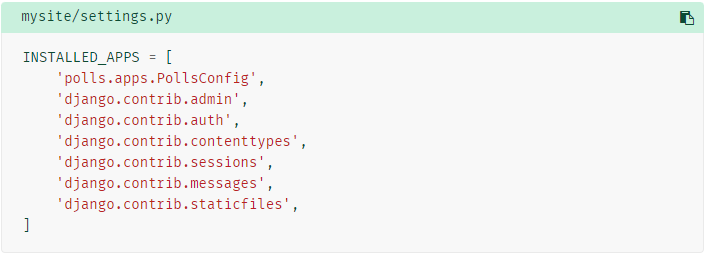 mysite/settings.py
INSTALLED_APPS = [
    'polls.apps.PollsConfig',
    'django.contrib.admin',
    'django.contrib.auth',
    'django.contrib.contenttypes',
    'django.contrib.sessions',
    'django.contrib.messages',
    'django.contrib.staticfiles',
]